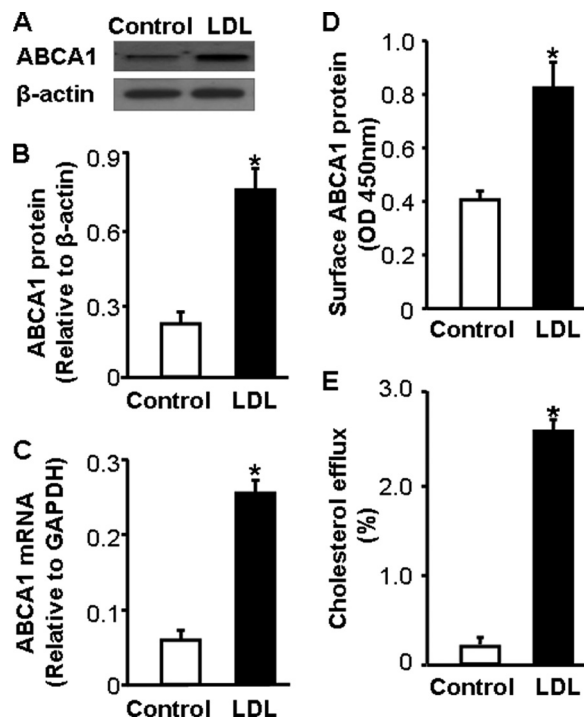 A
Control LDL
ABCA1
β-actin
B
ABCA1 protein
(Relative to β-actin)
0.9
0.6
0.3
0
*
Control LDL
C
ABCA1 mRNA
(Relative to GAPDH)
0.3
0.2
0.1
0
*
Control LDL
D
Surface ABCA1 protein
(OD 450nm)
1.0
0.8
0.6
0.4
0.2
0
*
Control LDL
E
Cholesterol efflux
(%)
3.0
2.0
1.0
0.0
*
Control LDL